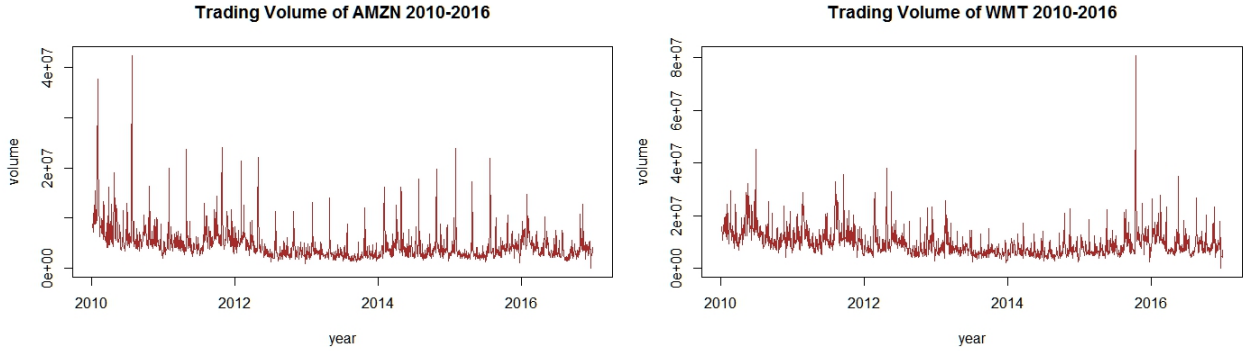 Trading Volume of AMZN 2010-2016
volume
0e+00
2e+07
4e+07
2010
2012
2014
2016
year
Trading Volume of WMT 2010-2016
volume
0e+00
2e+07
4e+07
6e+07
8e+07
2010
2012
2014
2016
year